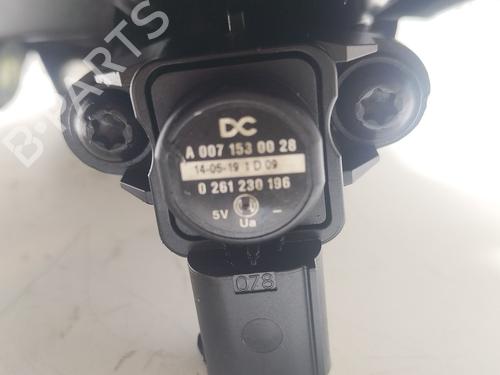 B-PARTS
DC
A 007 153 00 28
14-05-19 1 D 09
0 261 230 196
5V
-
Ua
078